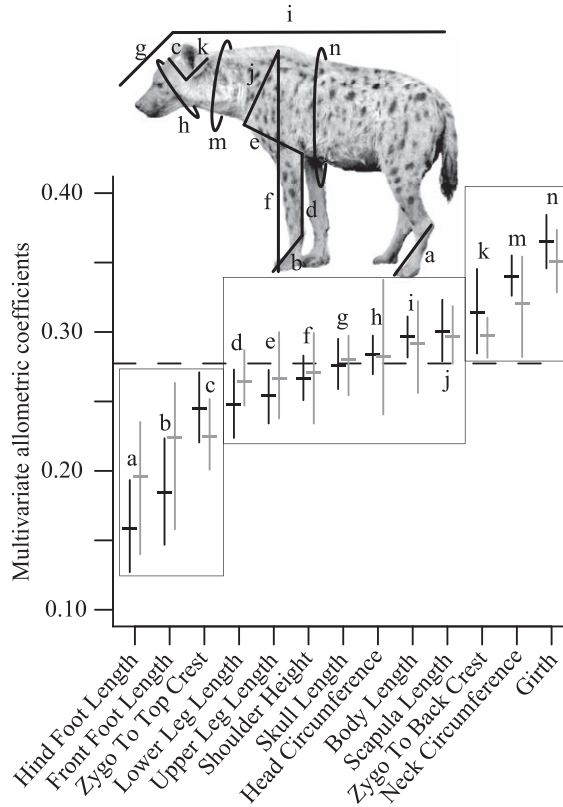 i
g
c
k
n
j
h
m
e
f
d
b
a
Multivariate allometric coefficients
0.40
0.30
0.20
0.10
a
b
c
d
e
f
g
h
i
j
k
m
n
Hind Foot Length
Front Foot Length
Zygo To Top Crest
Lower Leg Length
Upper Leg Length
Shoulder Height
Skull Length
Head Circumference
Body Length
Scapula Length
Zygo To Back Crest
Neck Circumference
Girth